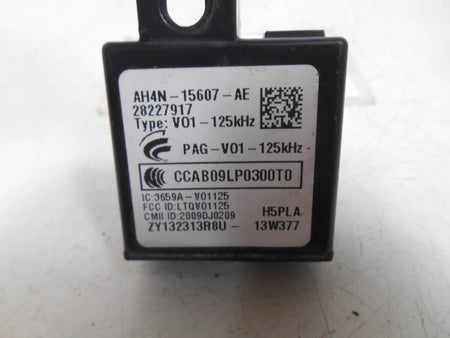 AH4N-15607-AE
28227917
Type: V01-125kHz
PAG-V01-125kHz
CCAB09LP0300T0
IC:3659A-V01125
FCC ID:LTQV01125
CMII ID:2009DJ0209
H5PLA
ZY132313R8U- 13W377